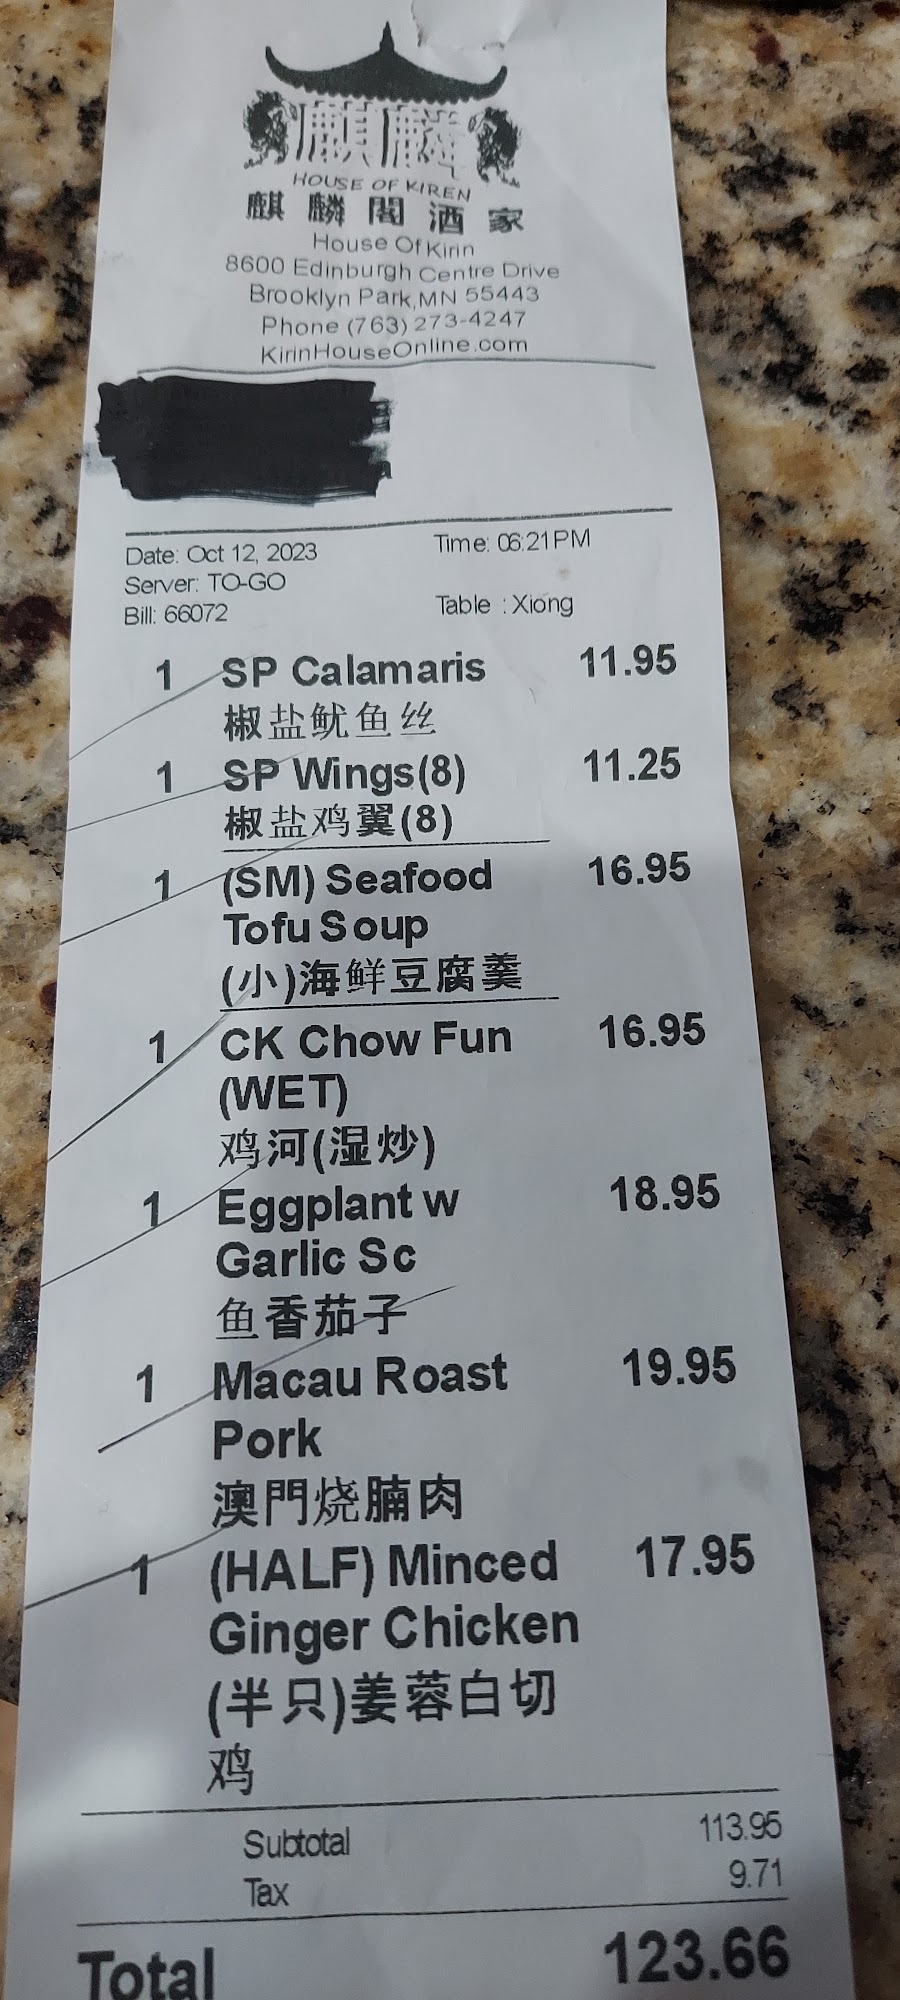 麒麟
HOUSE OF KIREN
麒麟閣酒家
House Of Kirin
8600 Edinburgh Centre Drive
Brooklyn Park,MN 55443
Phone (763) 273-4247
KirinHouseOnline.com
Date: Oct 12, 2023 Time: 06:21PM
Server: TO-GO
Bill: 66072 Table : Xiong
1 SP Calamaris 11.95
椒盐鱿鱼丝
1 SP Wings(8) 11.25
椒盐鸡翼(8)
1 (SM) Seafood 16.95
Tofu Soup
(小)海鲜豆腐羹
1 CK Chow Fun 16.95
(WET)
鸡河(湿炒)
1 Eggplant w 18.95
Garlic Sc
鱼香茄子
1 Macau Roast 19.95
Pork
澳門烧腩肉
1 (HALF) Minced 17.95
Ginger Chicken
(半只)姜蓉白切
鸡
Subtotal 113.95
Tax 9.71
Total 123.66